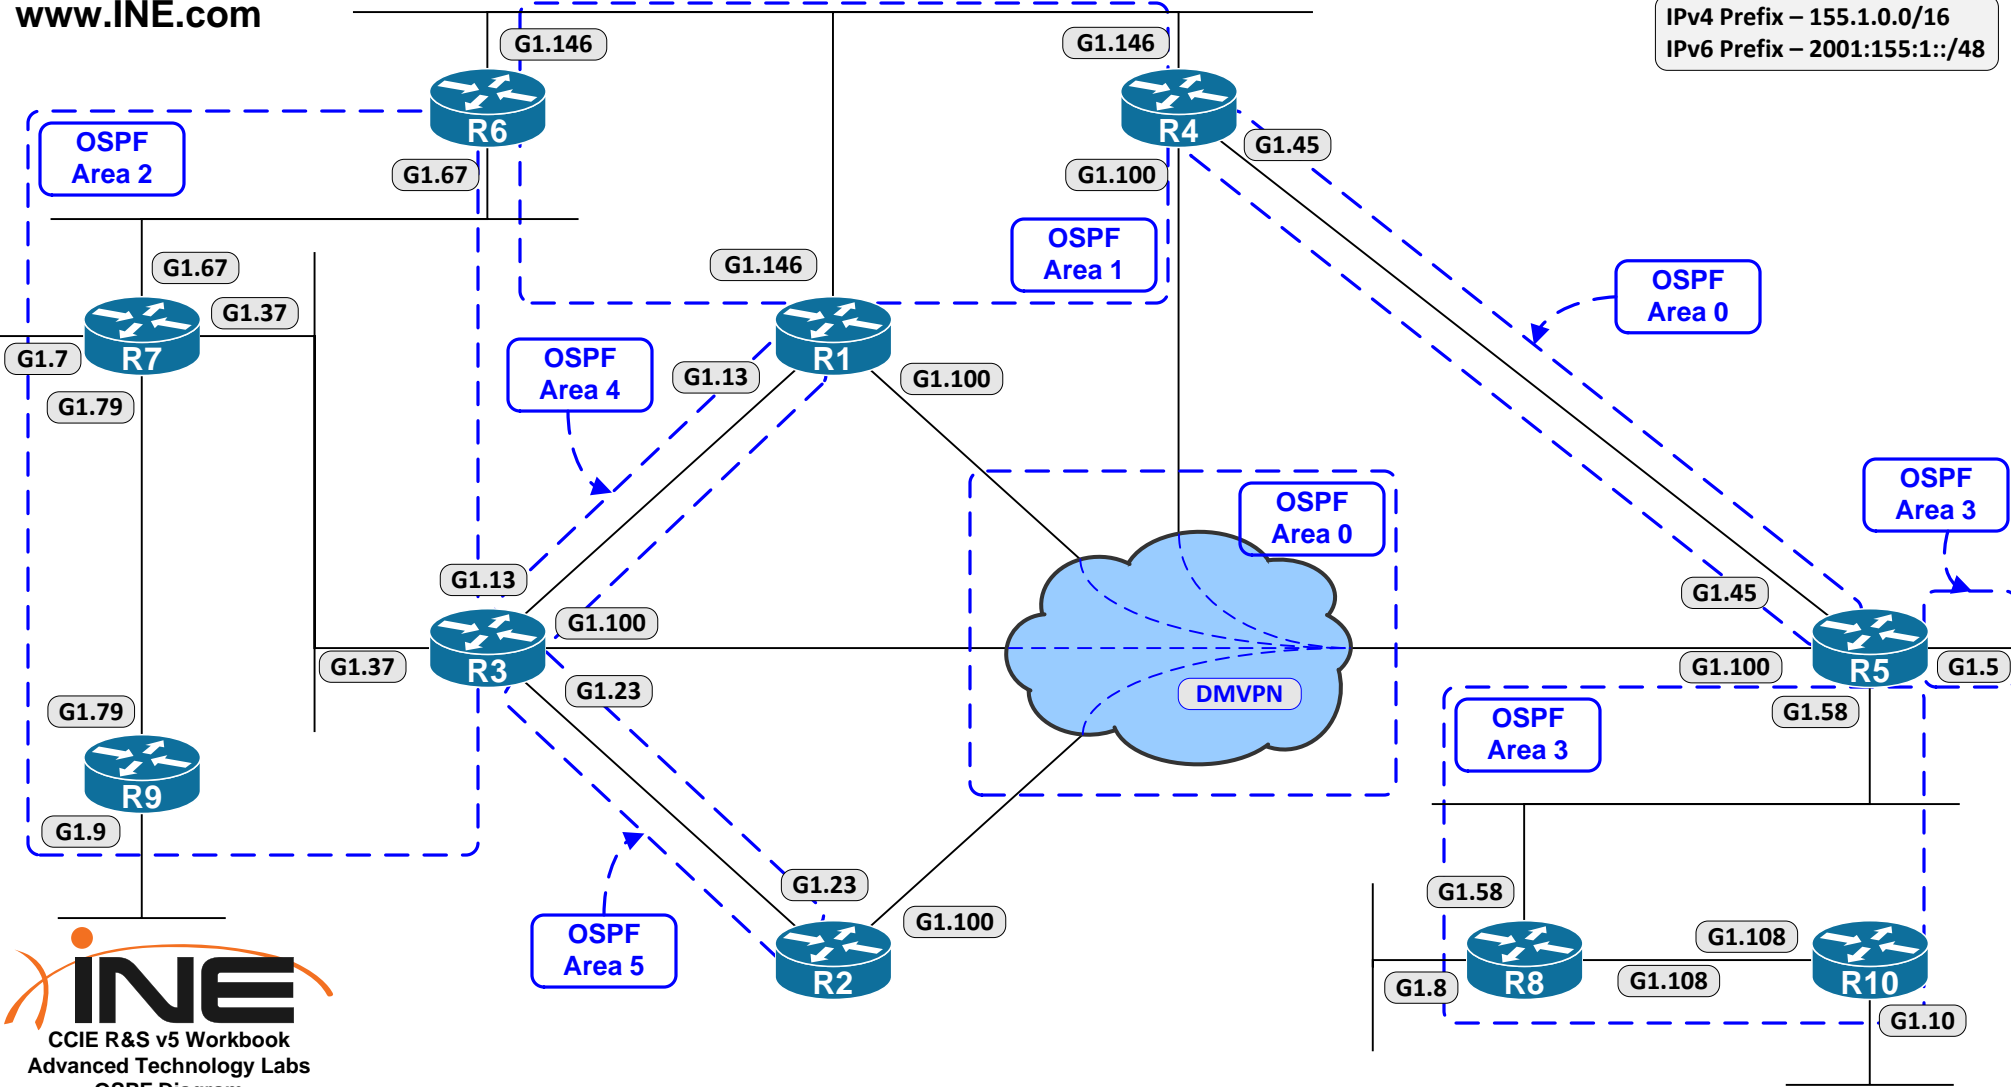 www.INE.com
IPv4 Prefix – 155.1.0.0/16
IPv6 Prefix – 2001:155:1::/48
G1.146
G1.146
R6
R4
OSPF
Area 2
G1.45
G1.67
G1.100
OSPF
Area 1
G1.67
G1.146
OSPF
Area 0
G1.37
R7
G1.7
R1
OSPF
Area 4
G1.13
G1.100
G1.79
OSPF
Area 0
OSPF
Area 3
G1.13
G1.100
G1.45
R3
G1.37
G1.23
DMVPN
G1.100
R5
G1.5
G1.79
OSPF
Area 3
G1.58
R9
G1.9
G1.23
G1.58
G1.100
OSPF
Area 5
G1.108
R2
R8
G1.108
R10
G1.8
G1.10
INE
CCIE R&S v5 Workbook
Advanced Technology Labs
OSPF Diagram